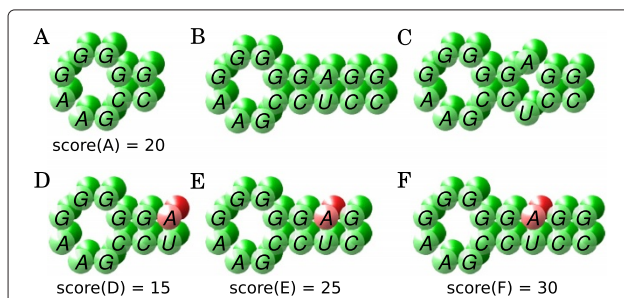 A B C
G G G G G G A
G G G G G G A G G G G G G G
A C C A C C U C C A C C U C C
A G A G A G
score(A) = 20
D E F
G G G G G G
G G G A G G G A G G G G A G G
A C C U A C C U C A C C U C C
A G A G A G
score(D) = 15 score(E) = 25 score(F) = 30